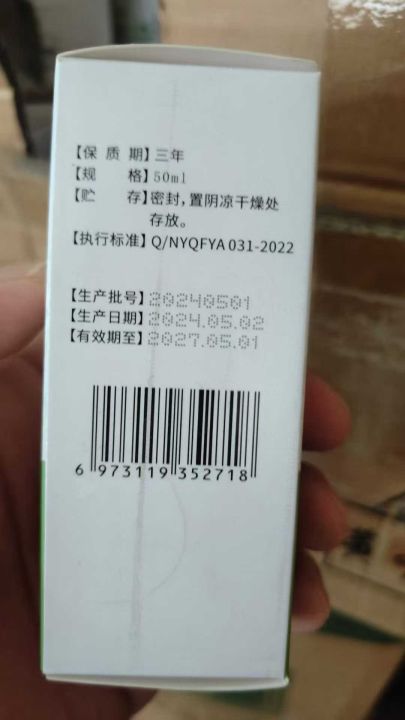 【保 质 期】三年
【规 格】50ml
【贮 存】密封，置阴凉干燥处
存放。
【执行标准】Q/NYQFYA 031-2022
【生产批号】20240501
【生产日期】2024.05.02
【有效期至】2027.05.01
6 973119 352718